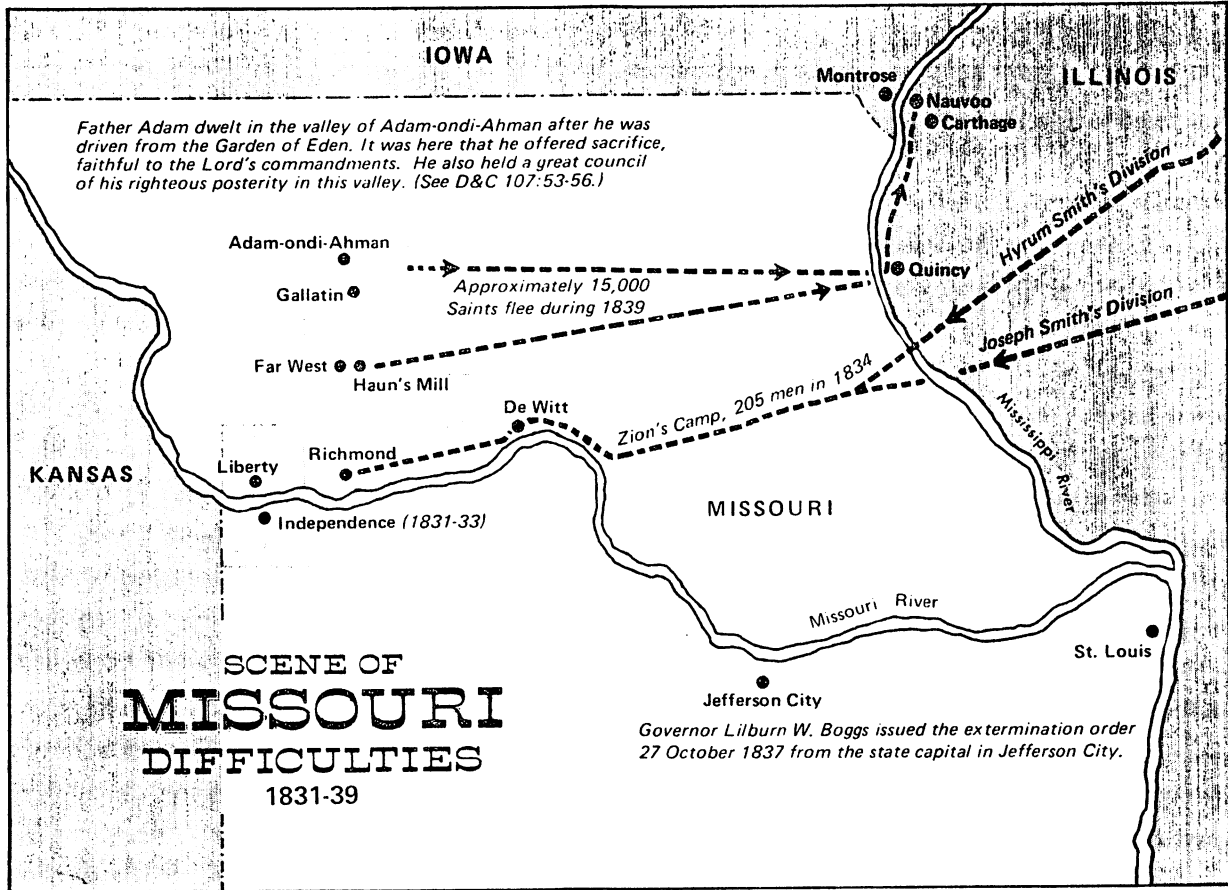 IOWA
ILLINOIS
Montrose
Nauvoo
Carthage
Father Adam dwelt in the valley of Adam-ondi-Ahman after he was
driven from the Garden of Eden. It was here that he offered sacrifice,
faithful to the Lord's commandments. He also held a great council
of his righteous posterity in this valley. (See D&C 107:53-56.)
Hyrum Smith's Division
Adam-ondi-Ahman
Quincy
Gallatin
Approximately 15,000
Saints flee during 1839
Joseph Smith's Division
Far West
Haun's Mill
Zion's Camp, 205 men in 1834
De Witt
Mississippi River
Richmond
Liberty
KANSAS
MISSOURI
Independence (1831-33)
Missouri River
St. Louis
SCENE OF
MISSOURI
DIFFICULTIES
1831-39
Jefferson City
Governor Lilburn W. Boggs issued the extermination order
27 October 1837 from the state capital in Jefferson City.